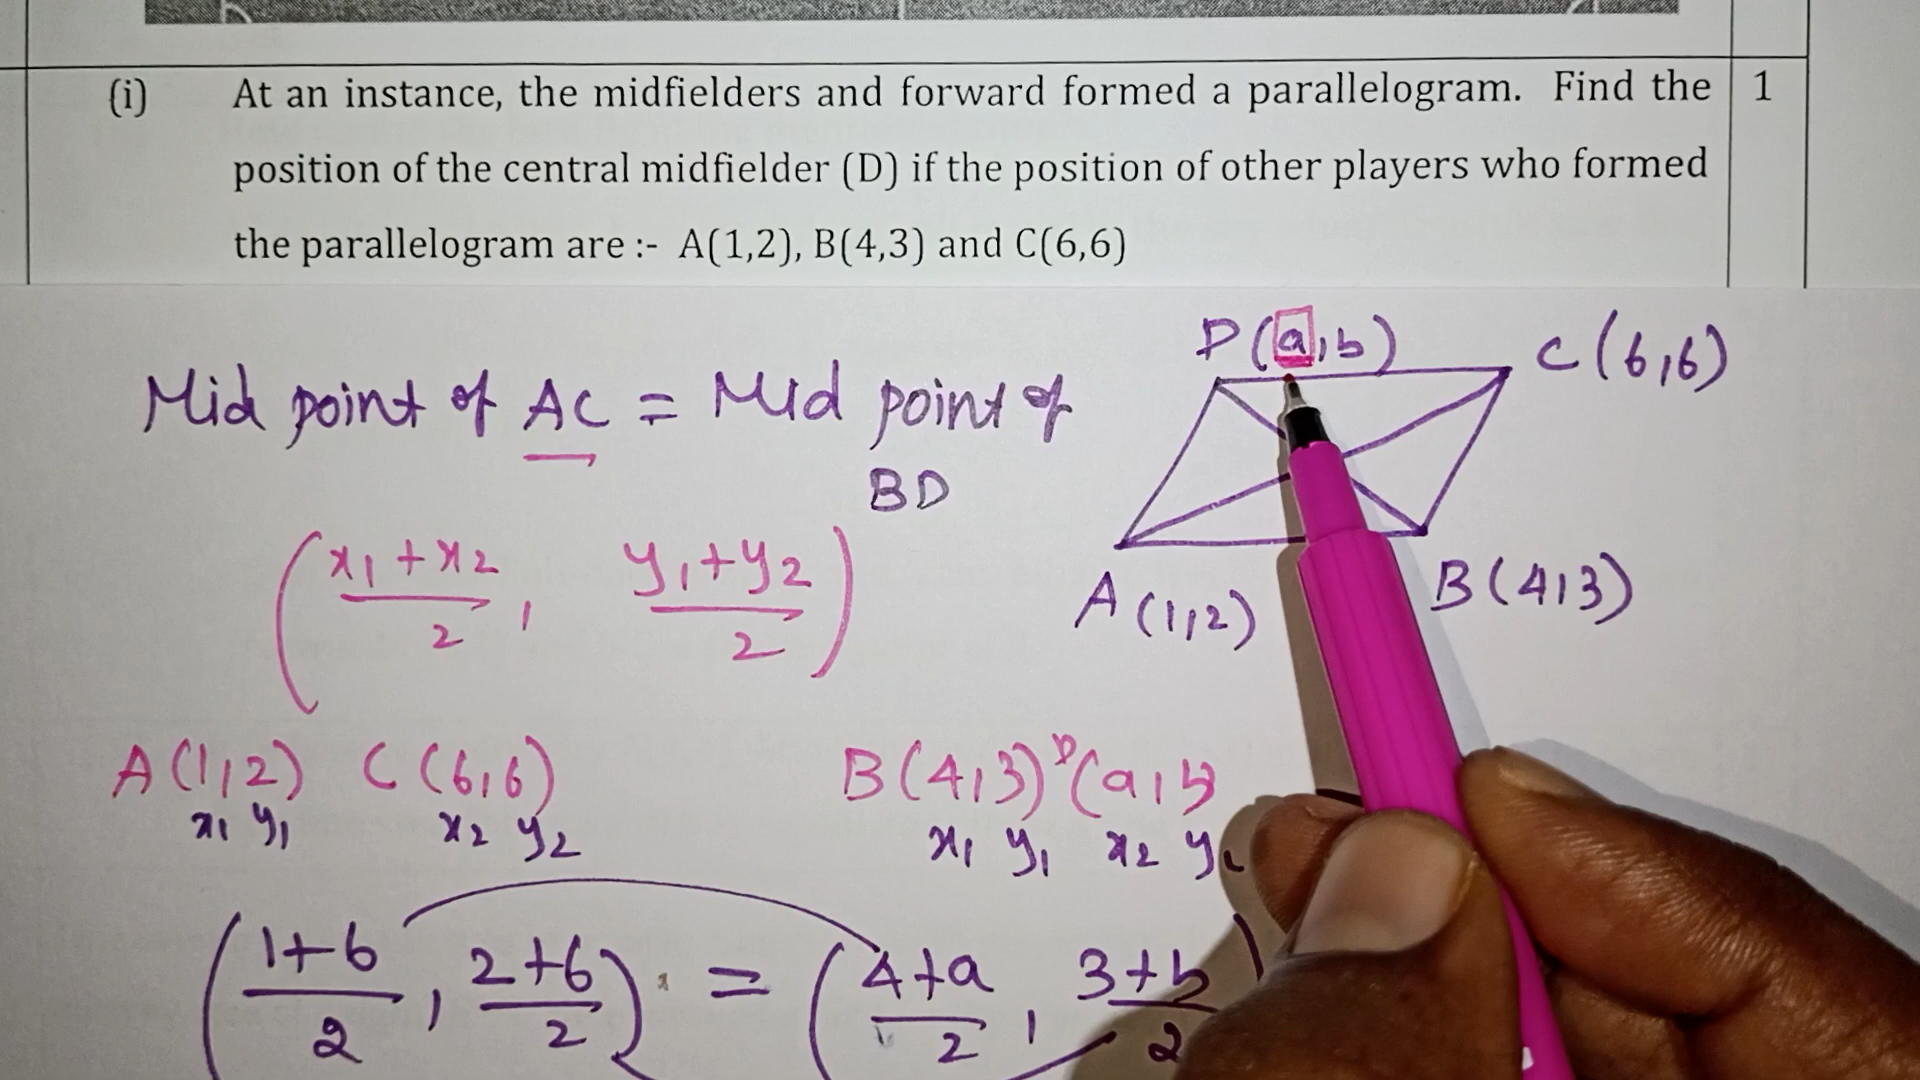 (i) At an instance, the midfielders and forward formed a parallelogram. Find the 1
position of the central midfielder (D) if the position of other players who formed
the parallelogram are :- A(1,2), B(4,3) and C(6,6)
D(a,b) C(6,6)
Mid point of AC = Mid point of
BD
(x1+x2/2, y1+y2/2)
A(1,2) B(4,3)
A(1,2) C(6,6) B(4,3) D(a,b
x1 y1 x2 y2 x1 y1 x2 y2
(1+6/2, 2+6/2) = (4+a/2, 3+b/2)